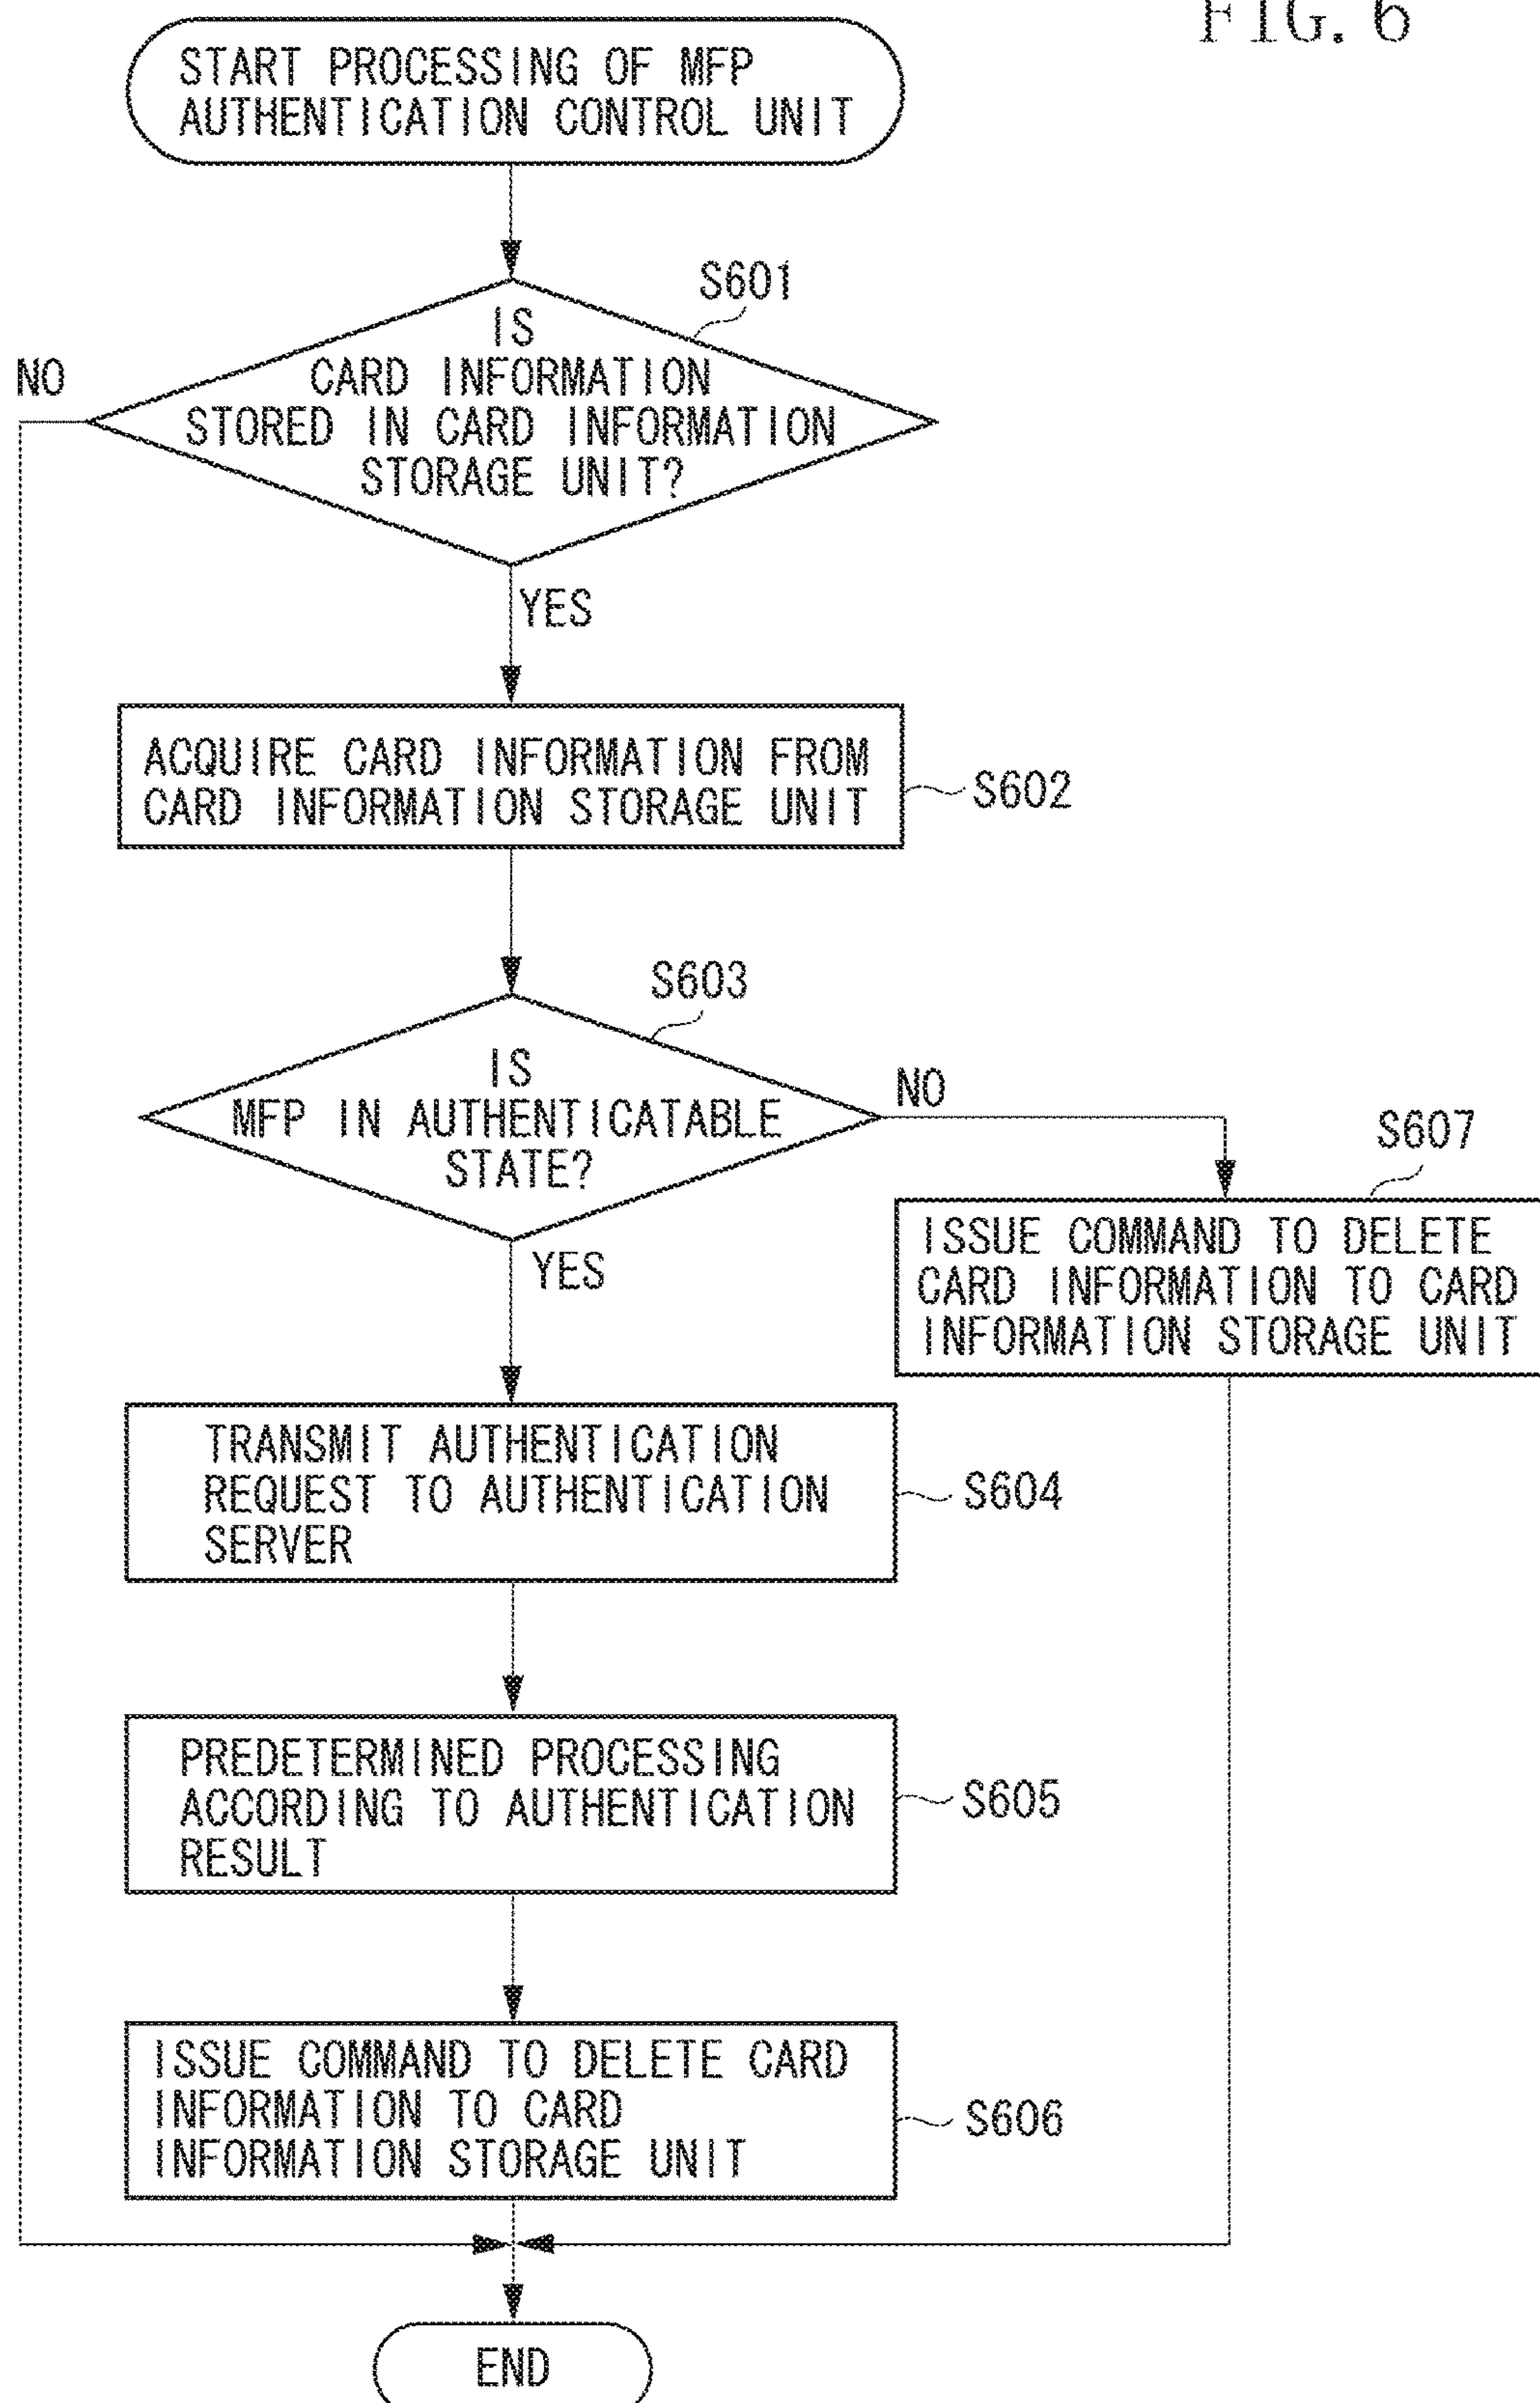 FIG. 6
START PROCESSING OF MFP
AUTHENTICATION CONTROL UNIT
S601
IS
CARD INFORMATION
STORED IN CARD INFORMATION
STORAGE UNIT?
NO
YES
ACQUIRE CARD INFORMATION FROM
CARD INFORMATION STORAGE UNIT
S602
S603
IS
MFP IN AUTHENTICATABLE
STATE?
NO
YES
S607
ISSUE COMMAND TO DELETE
CARD INFORMATION TO CARD
INFORMATION STORAGE UNIT
TRANSMIT AUTHENTICATION
REQUEST TO AUTHENTICATION
SERVER
S604
PREDETERMINED PROCESSING
ACCORDING TO AUTHENTICATION
RESULT
S605
ISSUE COMMAND TO DELETE CARD
INFORMATION TO CARD
INFORMATION STORAGE UNIT
S606
END